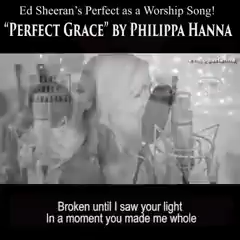 Ed Sheeran's Perfect as a Worship Song!
"PERFECT GRACE" BY PHILIPPA HANNA
Broken until I saw your light
In a moment you made me whole